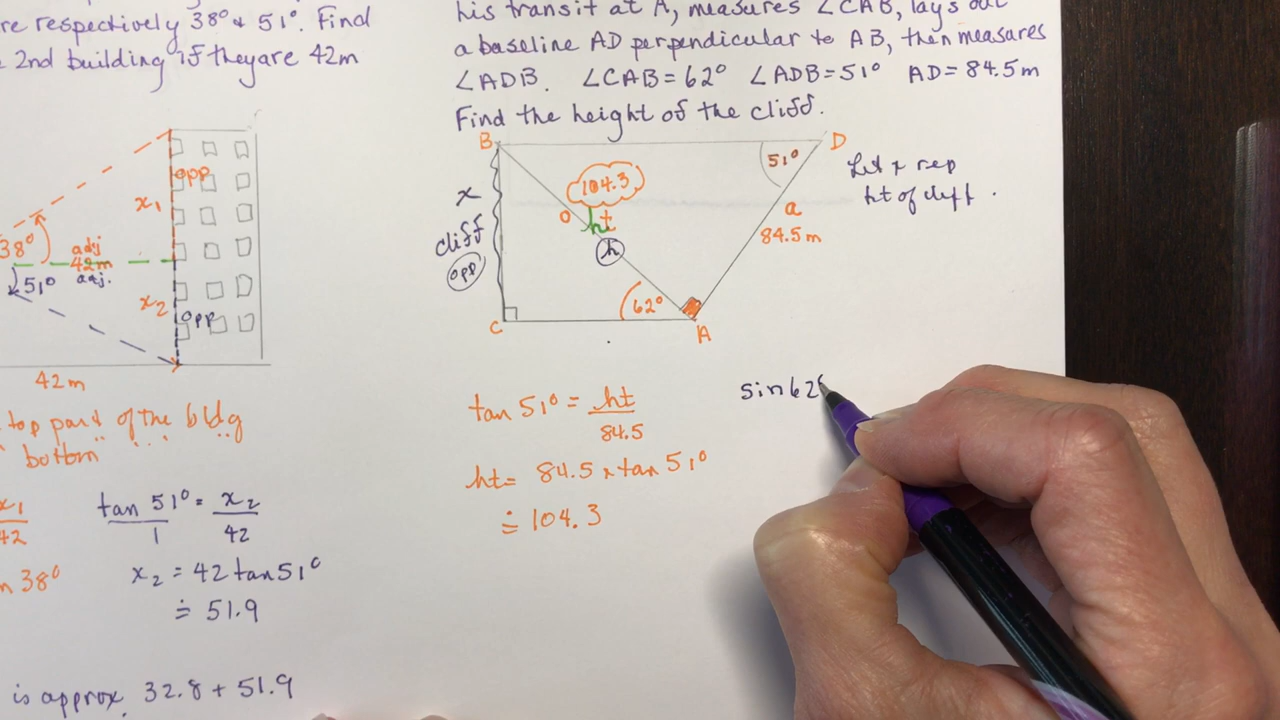 re respectively 38° & 51°. Find
2nd building if they are 42m
opp
x₁
38°
adj
42m
adj.
51°
x₂
opp
42m
top part of the bldg
" bottom " " " "
x₁
42
tan 51° = x₂
1 42
n 38°
x₂ = 42 tan 51°
≐ 51.9
is approx. 32.8 + 51.9
his transit at A, measures ∠CAB, lays out
a baseline AD perpendicular to AB, then measures
∠ADB. ∠CAB = 62° ∠ADB = 51° AD = 84.5m
Find the height of the cliff.
B
D
51°
104.3
x
o
ht
h
a
84.5m
cliff
opp
62°
C
A
Let x rep
ht of cliff.
tan 51° = ht
84.5
ht = 84.5 x tan 51°
≐ 104.3
sin 62°